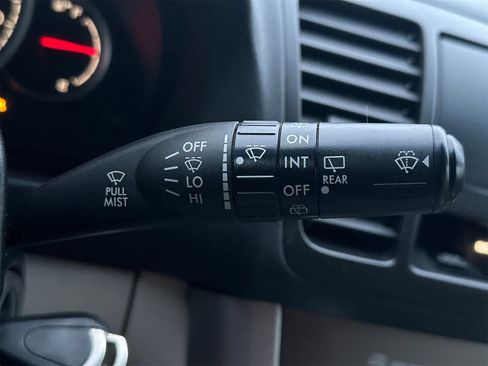 PULL
MIST
OFF
LO
HI
ON
INT
OFF
REAR
E